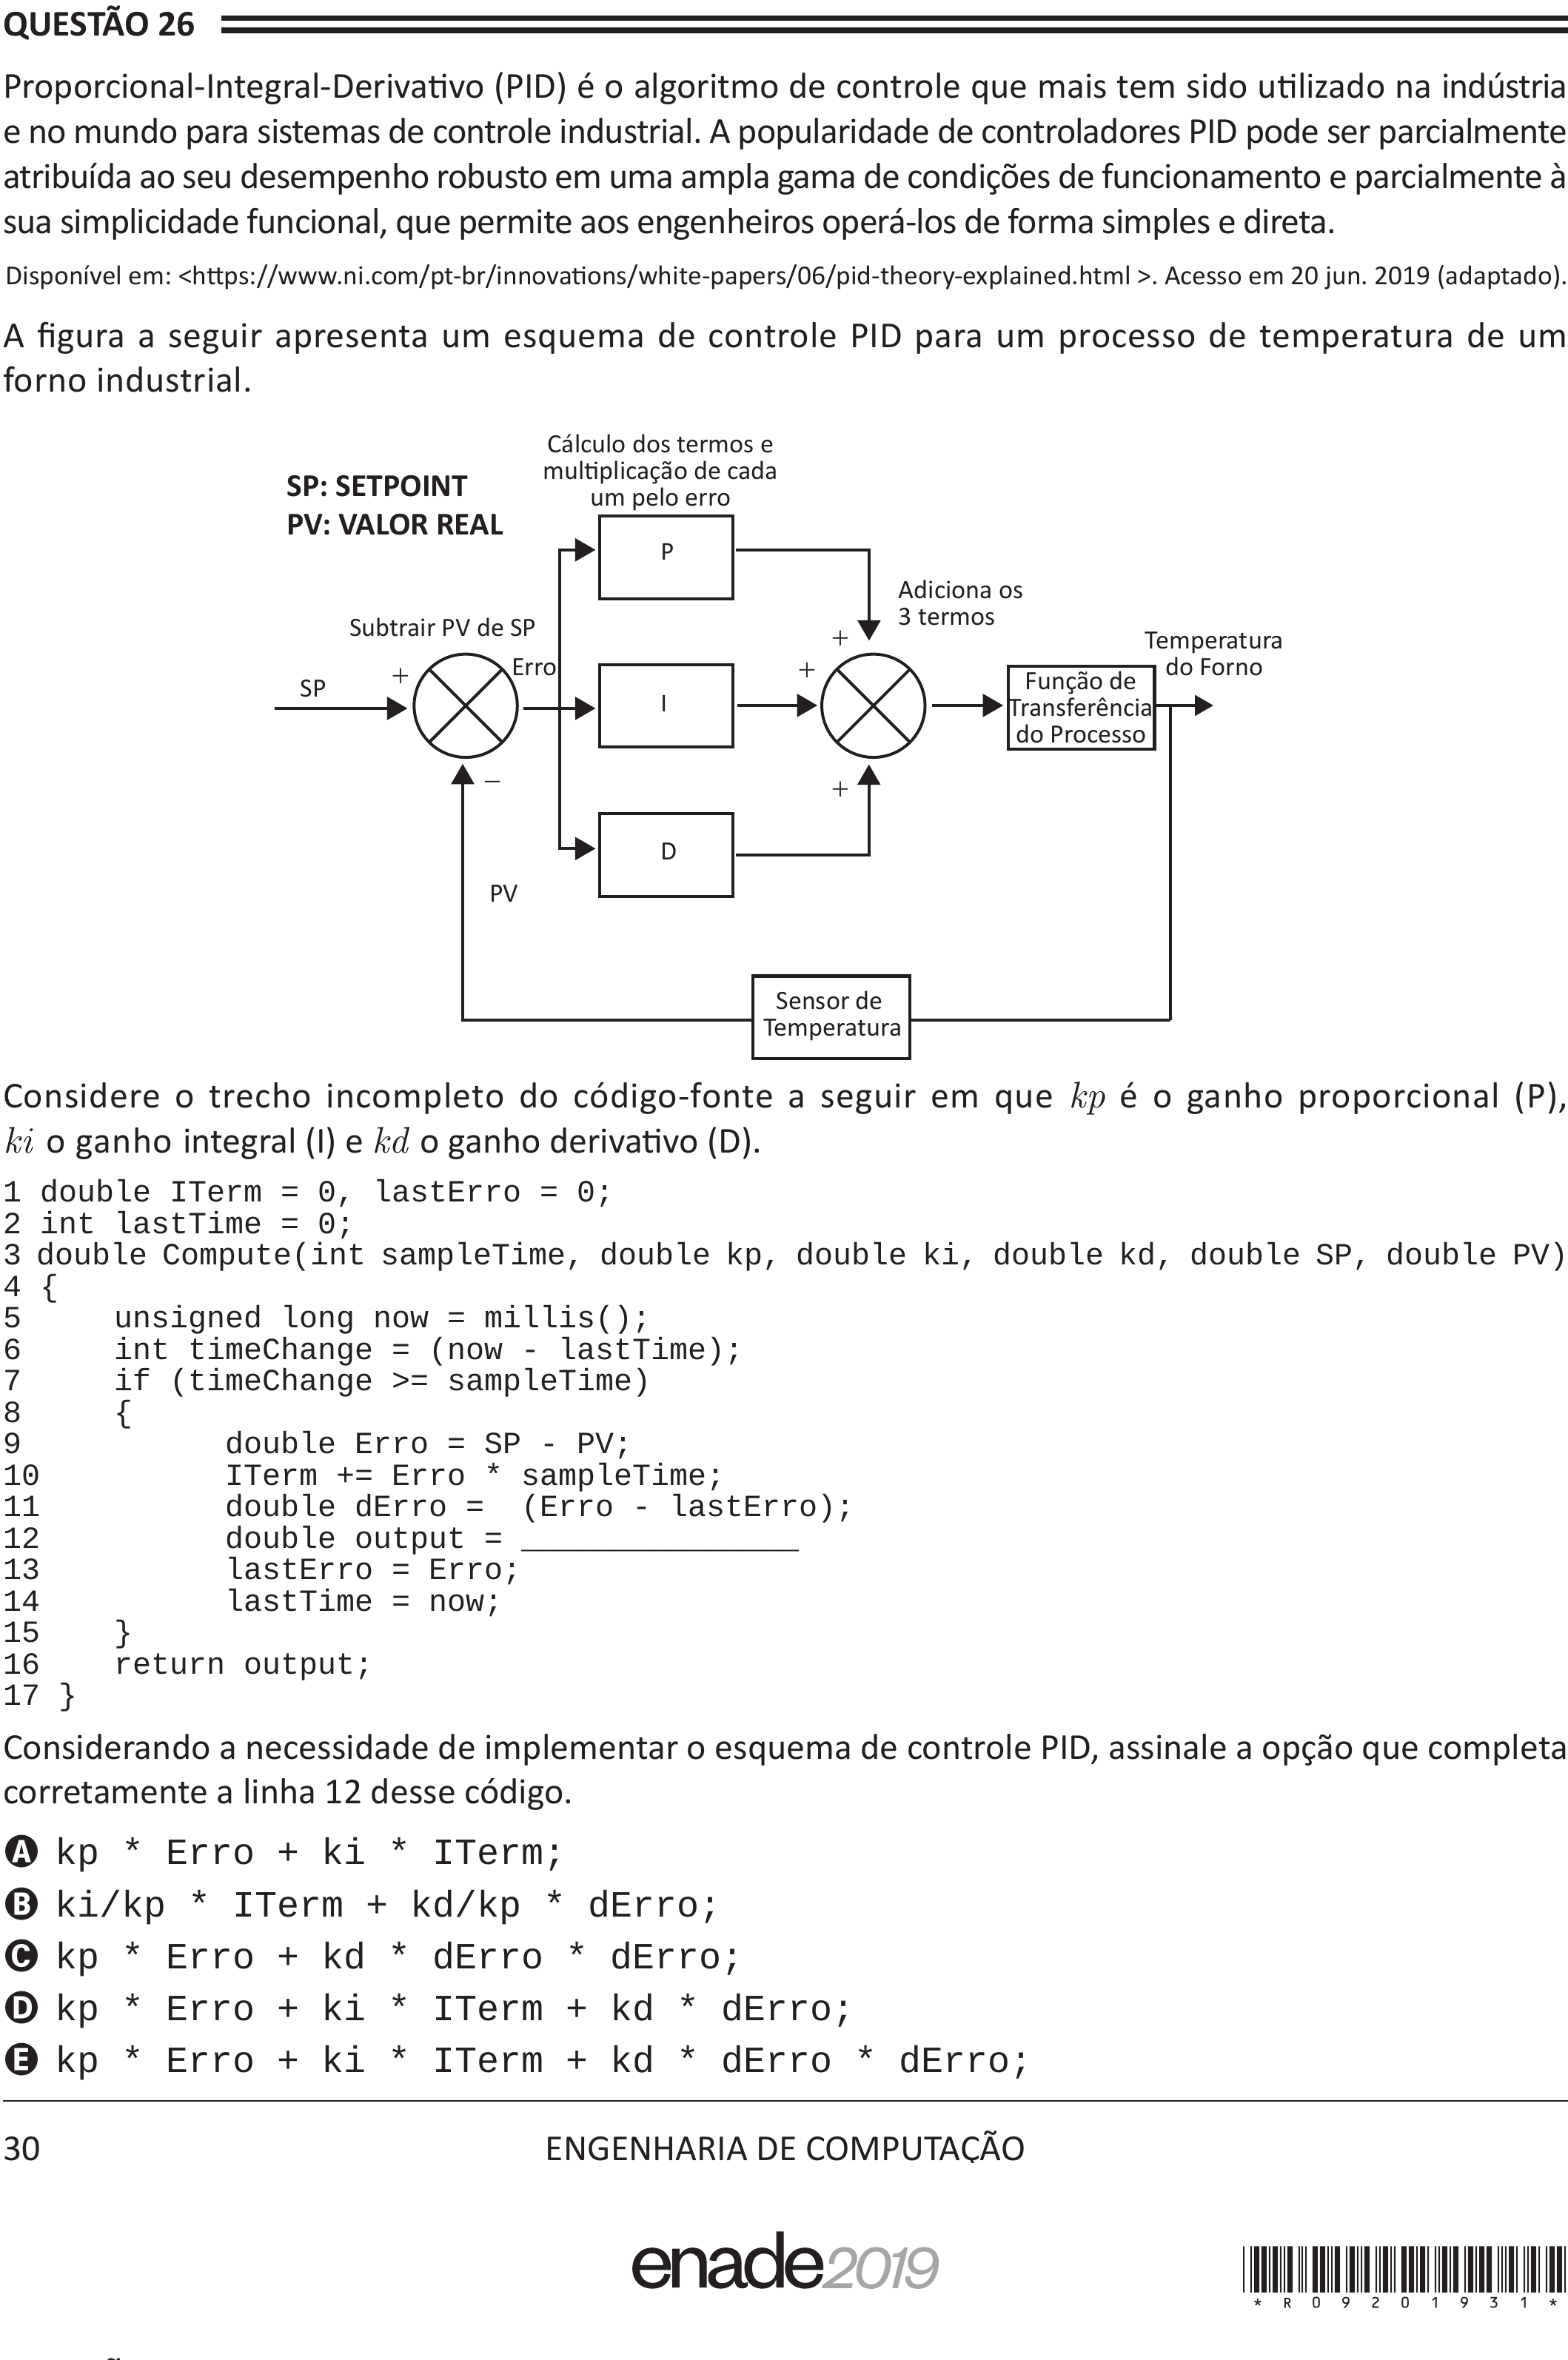 QUESTÃO 26
Proporcional-Integral-Derivativo (PID) é o algoritmo de controle que mais tem sido utilizado na indústria
e no mundo para sistemas de controle industrial. A popularidade de controladores PID pode ser parcialmente
atribuída ao seu desempenho robusto em uma ampla gama de condições de funcionamento e parcialmente à
sua simplicidade funcional, que permite aos engenheiros operá-los de forma simples e direta.
Disponível em: <https://www.ni.com/pt-br/innovations/white-papers/06/pid-theory-explained.html >. Acesso em 20 jun. 2019 (adaptado).
A figura a seguir apresenta um esquema de controle PID para um processo de temperatura de um
forno industrial.
Cálculo dos termos e
multiplicação de cada
um pelo erro
SP: SETPOINT
PV: VALOR REAL
P
Adiciona os
3 termos
Subtrair PV de SP
+
Temperatura
do Forno
+
Erro
+
SP
I
Função de
Transferência
do Processo
−
+
D
PV
Sensor de
Temperatura
Considere o trecho incompleto do código-fonte a seguir em que kp é o ganho proporcional (P),
ki o ganho integral (I) e kd o ganho derivativo (D).
1 double ITerm = 0, lastErro = 0;
2 int lastTime = 0;
3 double Compute(int sampleTime, double kp, double ki, double kd, double SP, double PV)
4 {
5 unsigned long now = millis();
6 int timeChange = (now - lastTime);
7 if (timeChange >= sampleTime)
8 {
9 double Erro = SP - PV;
10 ITerm += Erro * sampleTime;
11 double dErro = (Erro - lastErro);
12 double output = _______________
13 lastErro = Erro;
14 lastTime = now;
15 }
16 return output;
17 }
Considerando a necessidade de implementar o esquema de controle PID, assinale a opção que completa
corretamente a linha 12 desse código.
A kp * Erro + ki * ITerm;
B ki/kp * ITerm + kd/kp * dErro;
C kp * Erro + kd * dErro * dErro;
D kp * Erro + ki * ITerm + kd * dErro;
E kp * Erro + ki * ITerm + kd * dErro * dErro;
30
ENGENHARIA DE COMPUTAÇÃO
enade2019
* R 0 9 2 0 1 9 3 1 *